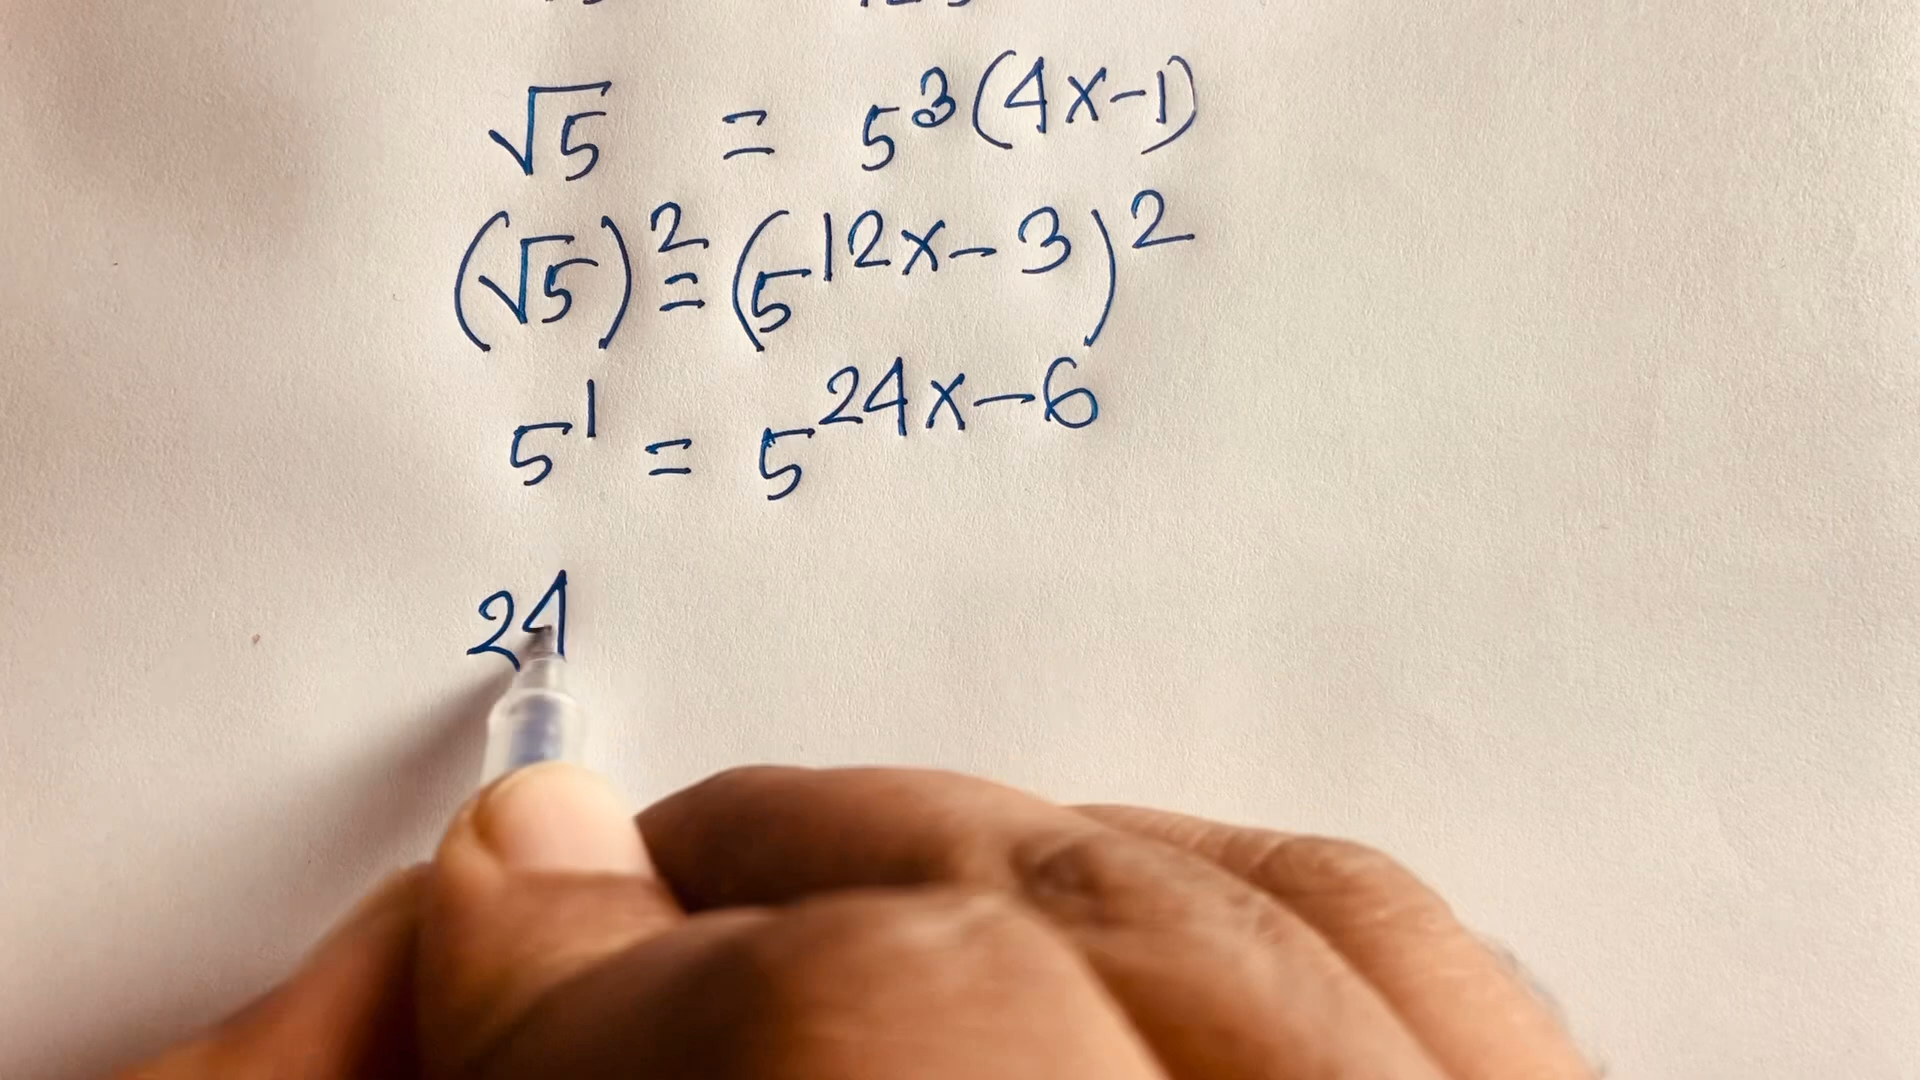 √5 = 5^3(4x-1)
(√5)^2 = (5^12x-3)^2
5^1 = 5^24x-6
24